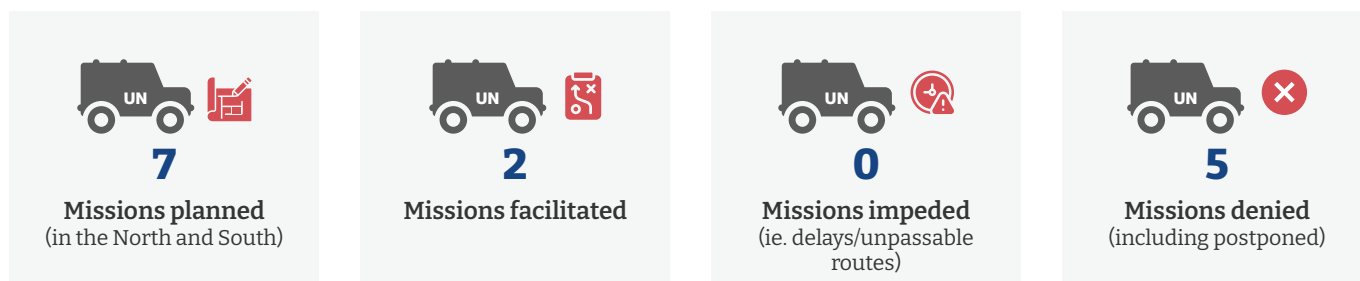 UN
7
Missions planned
(in the North and South)
UN
2
Missions facilitated
UN
0
Missions impeded
(ie. delays/unpassable
routes)
UN
5
Missions denied
(including postponed)